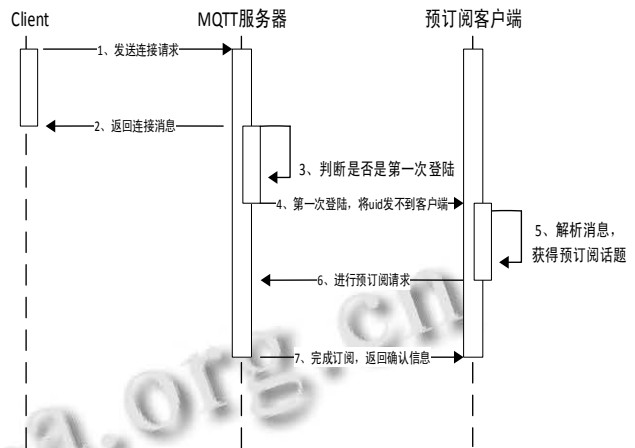 Client
MQTT服务器
预订阅客户端
1、发送连接请求
2、返回连接消息
3、判断是否是第一次登陆
4、第一次登陆，将uid发不到客户端
5、解析消息，
获得预订阅话题
6、进行预订阅请求
7、完成订阅，返回确认信息
a.org.cn